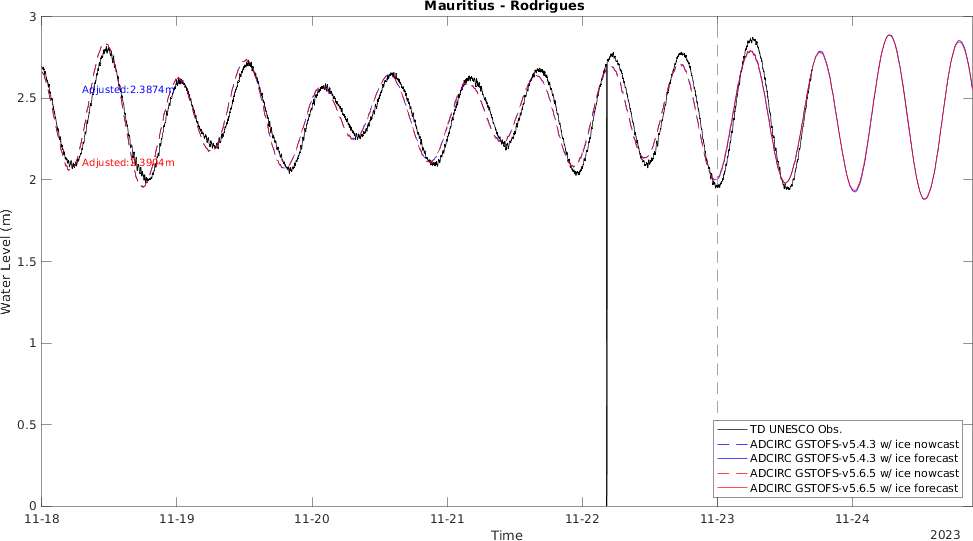 Mauritius - Rodrigues
3
2.5
2
1.5
1
0.5
0
Water Level (m)
Adjusted:2.3874m
Adjusted:2.3904m
TD UNESCO Obs.
ADCIRC GSTOFS-v5.4.3 w/ ice nowcast
ADCIRC GSTOFS-v5.4.3 w/ ice forecast
ADCIRC GSTOFS-v5.6.5 w/ ice nowcast
ADCIRC GSTOFS-v5.6.5 w/ ice forecast
11-18 11-19 11-20 11-21 11-22 11-23 11-24
Time
2023